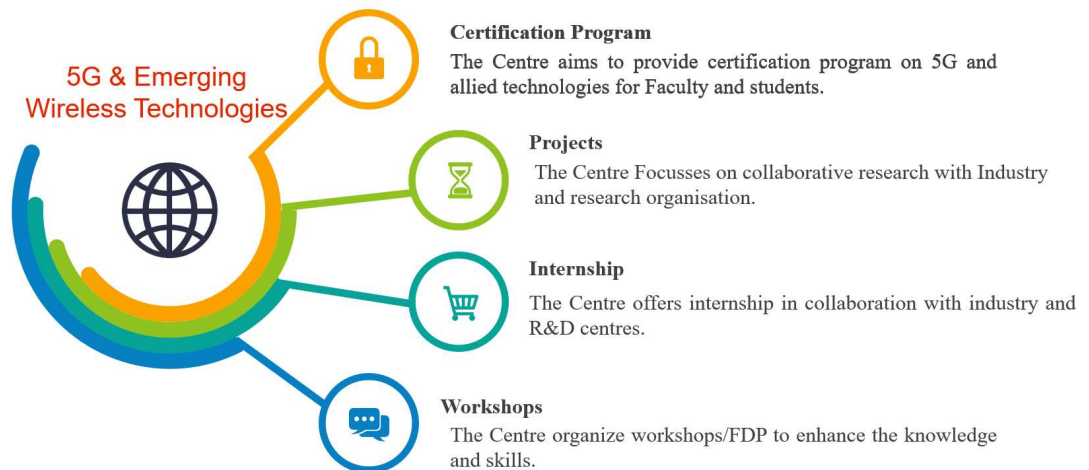 5G & Emerging
Wireless Technologies
Certification Program
The Centre aims to provide certification program on 5G and
allied technologies for Faculty and students.
Projects
The Centre Focusses on collaborative research with Industry
and research organisation.
Internship
The Centre offers internship in collaboration with industry and
R&D centres.
Workshops
The Centre organize workshops/FDP to enhance the knowledge
and skills.